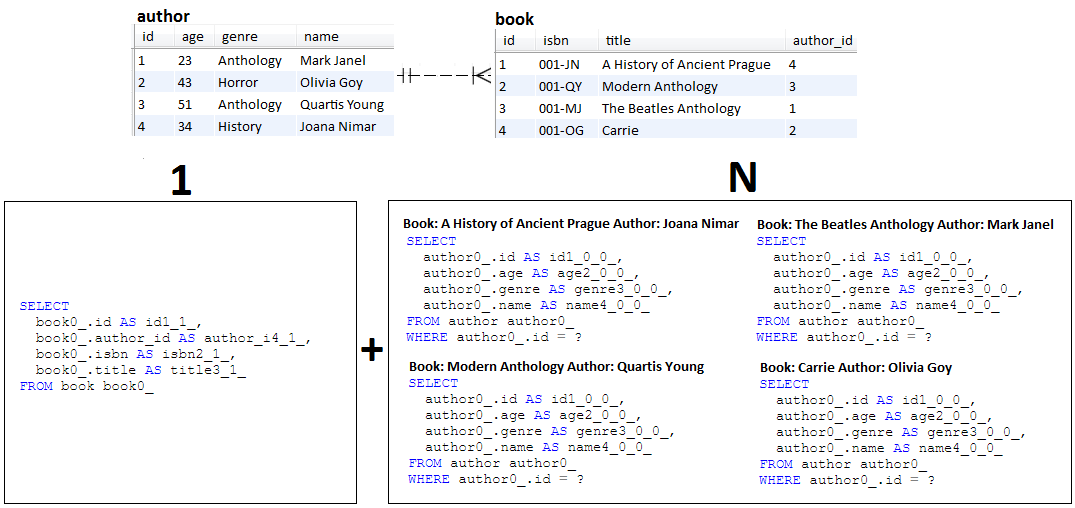 author
id age genre name
1 23 Anthology Mark Janel
2 43 Horror Olivia Goy
3 51 Anthology Quartis Young
4 34 History Joana Nimar
book
id isbn title author_id
1 001-JN A History of Ancient Prague 4
2 001-QY Modern Anthology 3
3 001-MJ The Beatles Anthology 1
4 001-OG Carrie 2
1
N
SELECT
book0_.id AS id1_1_,
book0_.author_id AS author_i4_1_,
book0_.isbn AS isbn2_1_,
book0_.title AS title3_1_
FROM book book0_
+
Book: A History of Ancient Prague Author: Joana Nimar
SELECT
author0_.id AS id1_0_0_,
author0_.age AS age2_0_0_,
author0_.genre AS genre3_0_0_,
author0_.name AS name4_0_0_
FROM author author0_
WHERE author0_.id = ?
Book: The Beatles Anthology Author: Mark Janel
SELECT
author0_.id AS id1_0_0_,
author0_.age AS age2_0_0_,
author0_.genre AS genre3_0_0_,
author0_.name AS name4_0_0_
FROM author author0_
WHERE author0_.id = ?
Book: Modern Anthology Author: Quartis Young
SELECT
author0_.id AS id1_0_0_,
author0_.age AS age2_0_0_,
author0_.genre AS genre3_0_0_,
author0_.name AS name4_0_0_
FROM author author0_
WHERE author0_.id = ?
Book: Carrie Author: Olivia Goy
SELECT
author0_.id AS id1_0_0_,
author0_.age AS age2_0_0_,
author0_.genre AS genre3_0_0_,
author0_.name AS name4_0_0_
FROM author author0_
WHERE author0_.id = ?